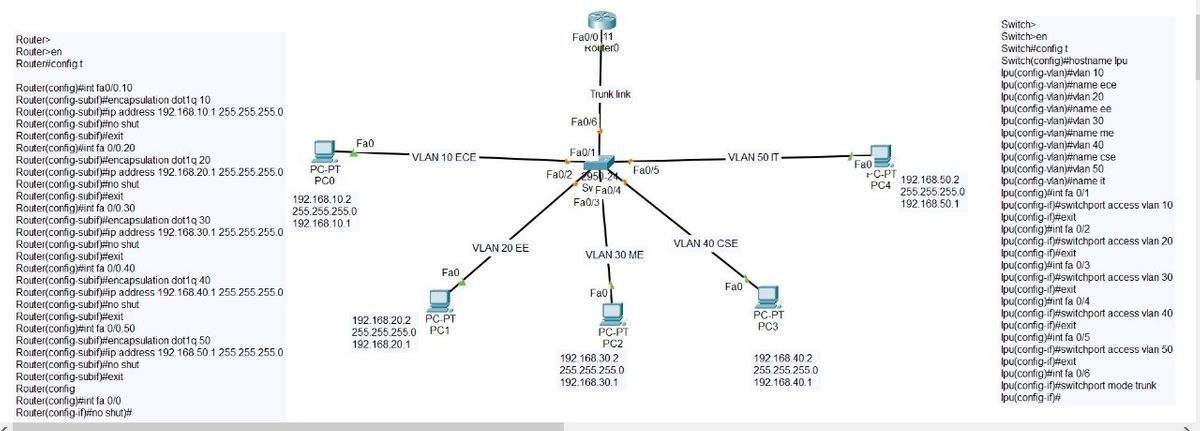 Router>
Router>en
Router#config t
Router(config)#int fa0/0.10
Router(config-subif)#encapsulation dot1q 10
Router(config-subif)#ip address 192.168.10.1 255.255.255.0
Router(config-subif)#no shut
Router(config-subif)#exit
Router(config)#int fa 0/0.20
Router(config-subif)#encapsulation dot1q 20
Router(config-subif)#ip address 192.168.20.1 255.255.255.0
Router(config-subif)#no shut
Router(config-subif)#exit
Router(config)#int fa 0/0.30
Router(config-subif)#encapsulation dot1q 30
Router(config-subif)#ip address 192.168.30.1 255.255.255.0
Router(config-subif)#no shut
Router(config-subif)#exit
Router(config)#int fa 0/0.40
Router(config-subif)#encapsulation dot1q 40
Router(config-subif)#ip address 192.168.40.1 255.255.255.0
Router(config-subif)#no shut
Router(config-subif)#exit
Router(config)#int fa 0/0.50
Router(config-subif)#encapsulation dot1q 50
Router(config-subif)#ip address 192.168.50.1 255.255.255.0
Router(config-subif)#no shut
Router(config-subif)#exit
Router(config
Router(config)#int fa 0/0
Router(config-if)#no shut)#
Fa0/0
Router0
Trunk link
Fa0/6
Fa0/1
Fa0/2
Fa0/5
2950-24
Fa0/4
Fa0/3
Fa0
VLAN 10 ECE
PC-PT
PC0
192.168.10.2
255.255.255.0
192.168.10.1
VLAN 50 IT
Fa0
PC-PT
PC4
192.168.50.2
255.255.255.0
192.168.50.1
VLAN 20 EE
Fa0
PC-PT
PC1
192.168.20.2
255.255.255.0
192.168.20.1
VLAN 30 ME
Fa0
PC-PT
PC2
192.168.30.2
255.255.255.0
192.168.30.1
VLAN 40 CSE
Fa0
PC-PT
PC3
192.168.40.2
255.255.255.0
192.168.40.1
Switch>
Switch>en
Switch#config t
Switch(config)#hostname lpu
lpu(config-vlan)#vlan 10
lpu(config-vlan)#name ece
lpu(config-vlan)#vlan 20
lpu(config-vlan)#name ee
lpu(config-vlan)#vlan 30
lpu(config-vlan)#name me
lpu(config-vlan)#vlan 40
lpu(config-vlan)#name cse
lpu(config-vlan)#vlan 50
lpu(config-vlan)#name it
lpu(config)#int fa 0/1
lpu(config-if)#switchport access vlan 10
lpu(config-if)#exit
lpu(config)#int fa 0/2
lpu(config-if)#switchport access vlan 20
lpu(config-if)#exit
lpu(config)#int fa 0/3
lpu(config-if)#switchport access vlan 30
lpu(config-if)#exit
lpu(config)#int fa 0/4
lpu(config-if)#switchport access vlan 40
lpu(config-if)#exit
lpu(config)#int fa 0/5
lpu(config-if)#switchport access vlan 50
lpu(config-if)#exit
lpu(config)#int fa 0/6
lpu(config-if)#switchport mode trunk
lpu(config-if)#